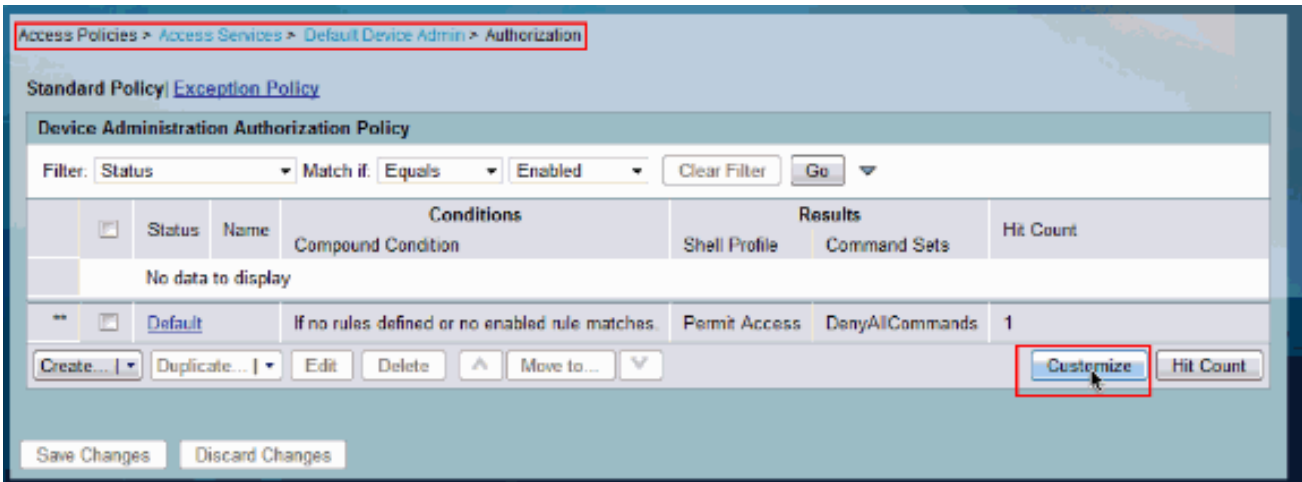 Access Policies > Access Services > Default Device Admin > Authorization
Standard Policy| Exception Policy
Device Administration Authorization Policy
Filter: Status Match if: Equals Enabled Clear Filter Go
Conditions Results
Status Name Hit Count
Compound Condition Shell Profile Command Sets
No data to display
** Default If no rules defined or no enabled rule matches. Permit Access DenyAllCommands 1
Create... | Duplicate... | Edit Delete Move to... Customize Hit Count
Save Changes Discard Changes